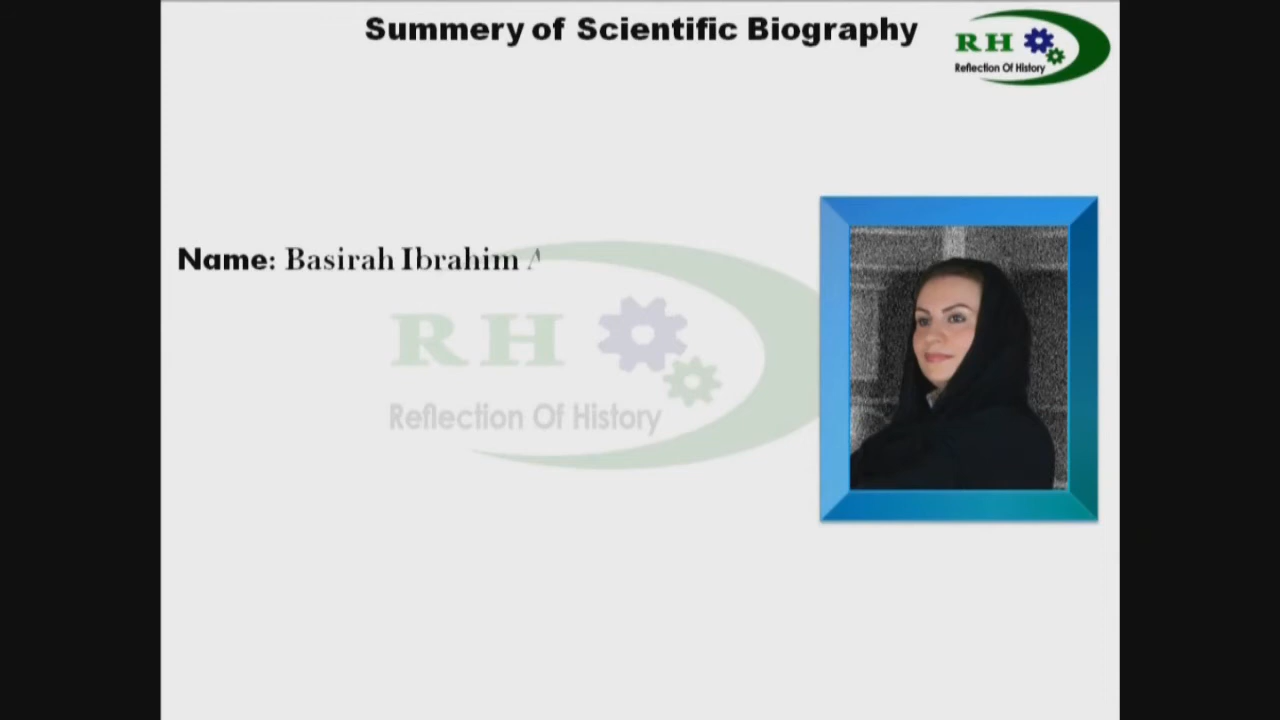 Summery of Scientific Biography
RH
Reflection Of History
Name: Basirah Ibrahim
RH
Reflection Of History